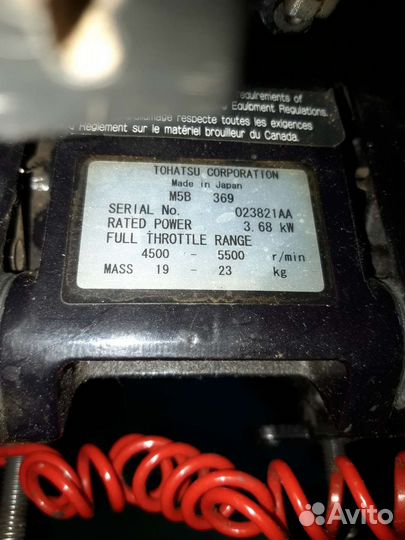 requirements of
Equipment Regulations.
d'allumage respecte toutes les exigences
Règlement sur le matériel brouilleur du Canada.
TOHATSU CORPORATION
Made in Japan
M5B 369
SERIAL No. 023821AA
RATED POWER 3.68 kW
FULL THROTTLE RANGE
4500 - 5500 r/min
MASS 19 - 23 kg
Avito